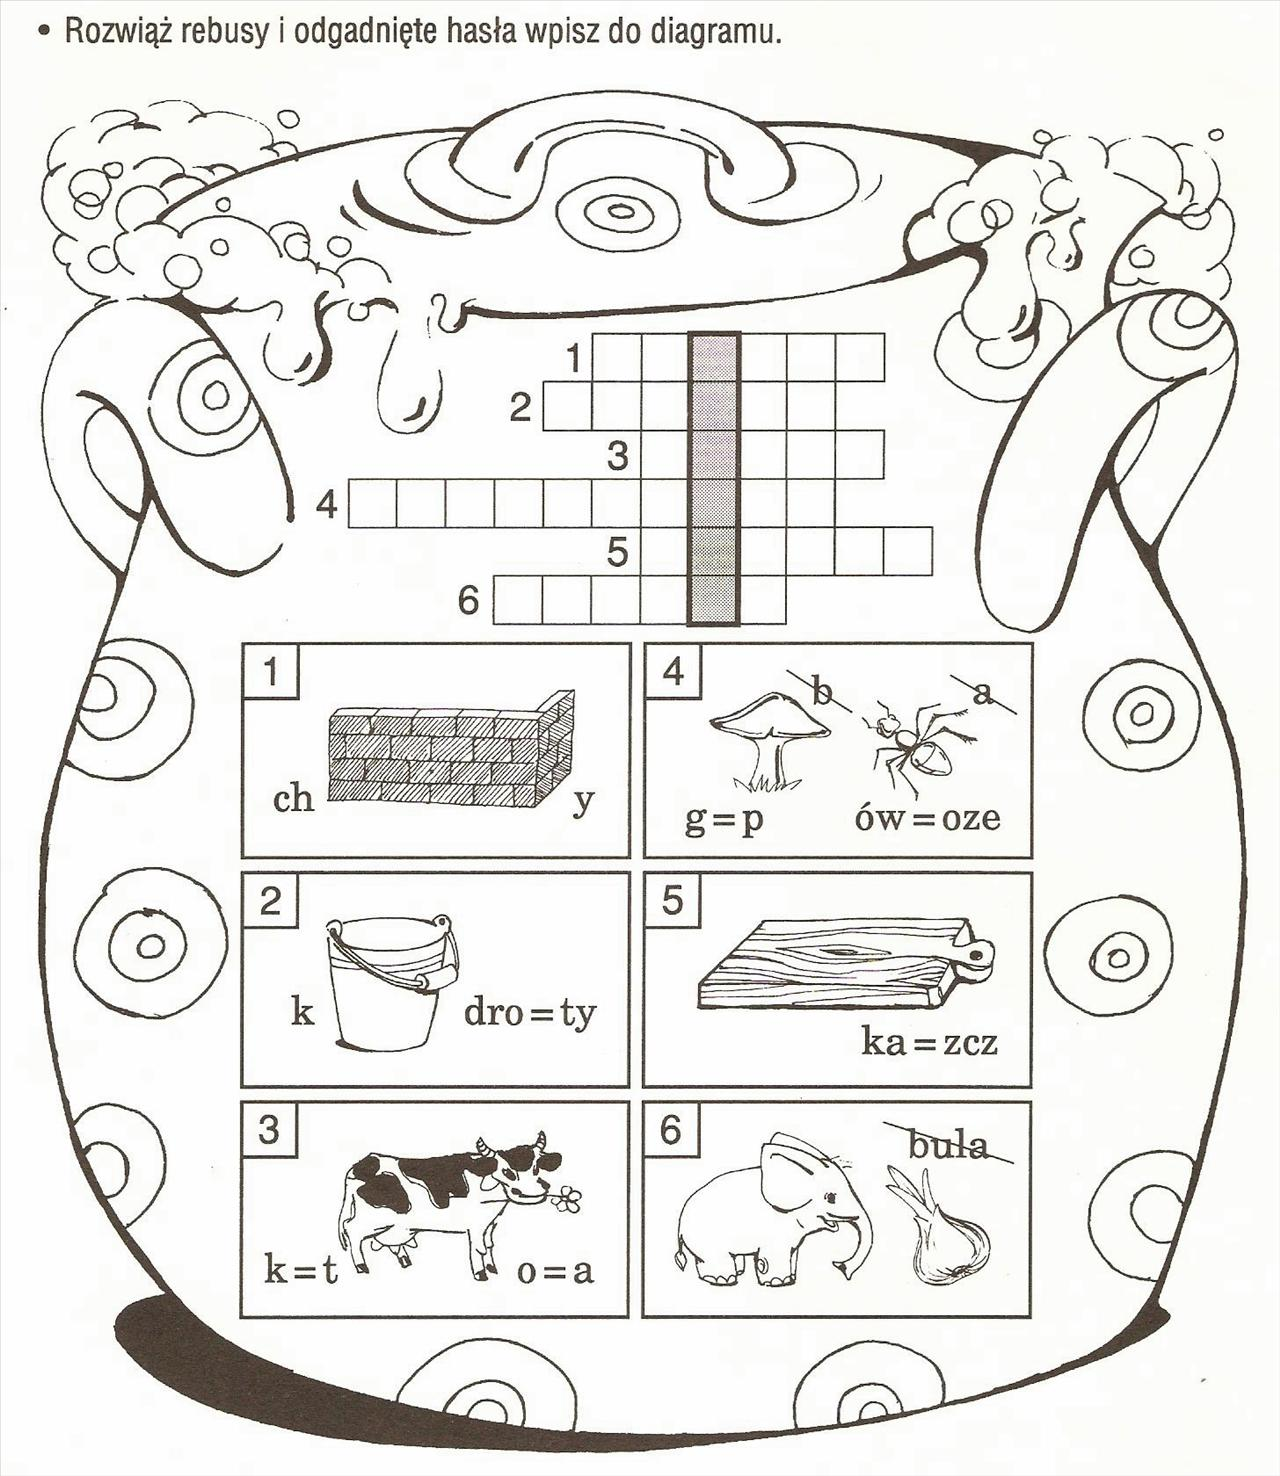 • Rozwiąż rebusy i odgadnięte hasła wpisz do diagramu.
1
2
3
4
5
6
1
ch y
4
b a
g=p ów=oze
2
k dro=ty
5
ka=zcz
3
k=t o=a
6
buła